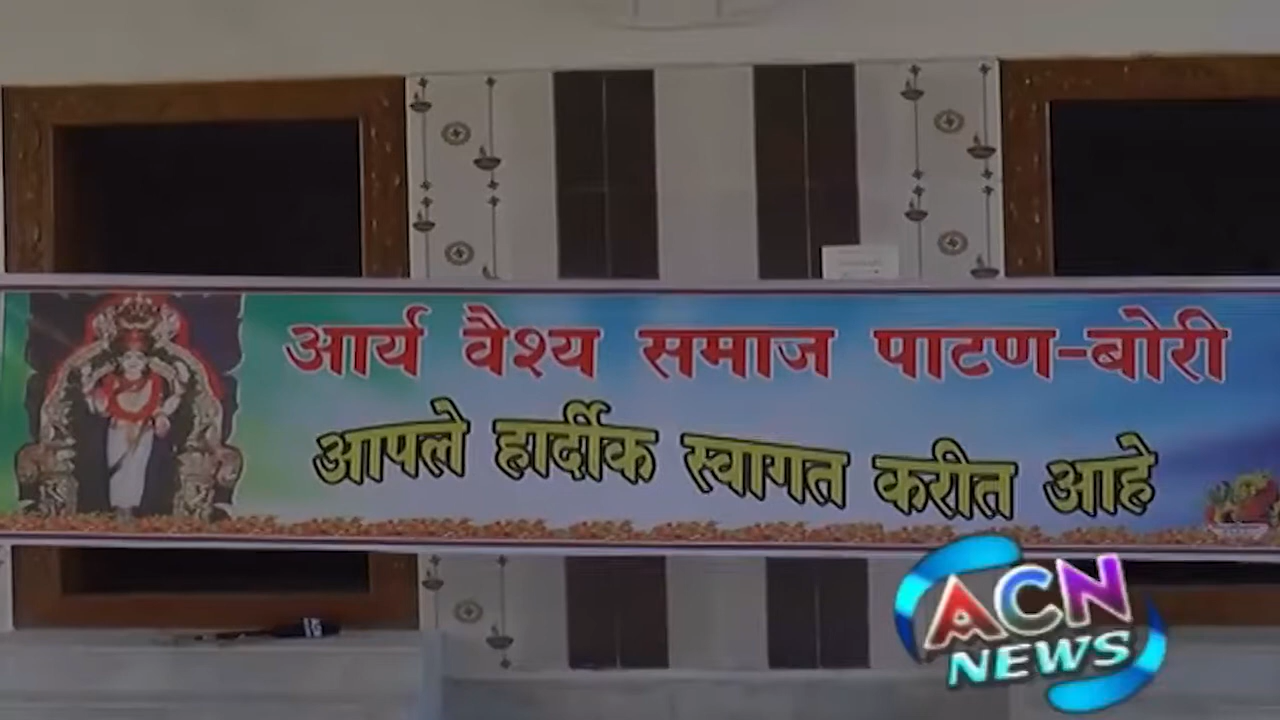 आर्य वैश्य समाज पाटण-बोरी
आपले हार्दीक स्वागत करीत आहे
ACN
NEWS